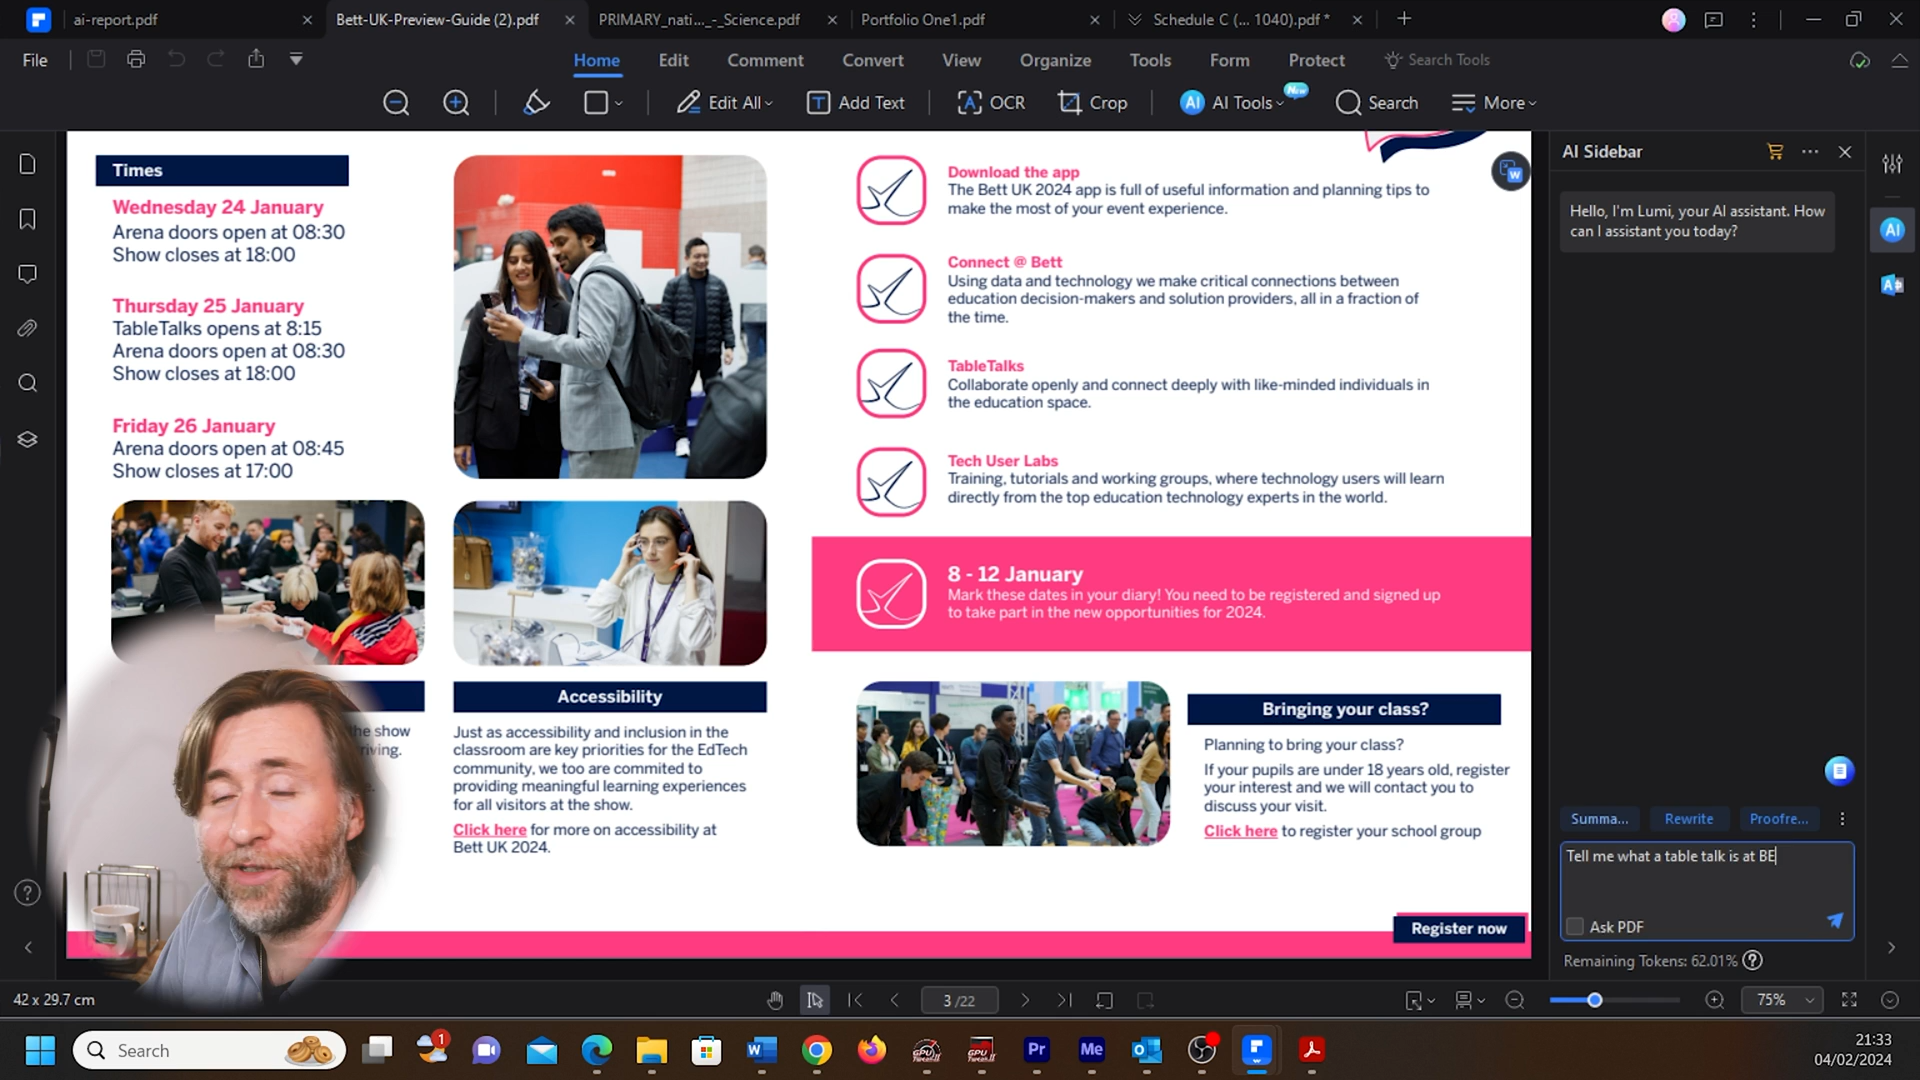 ai-report.pdf
Bett-UK-Preview-Guide (2).pdf
PRIMARY_nati..._-_Science.pdf
Portfolio One1.pdf
Schedule C (... 1040).pdf *
File
Home
Edit
Comment
Convert
View
Organize
Tools
Form
Protect
Search Tools
Edit All
Add Text
OCR
Crop
AI
AI Tools
New
Search
More
Times
Wednesday 24 January
Arena doors open at 08:30
Show closes at 18:00
Thursday 25 January
TableTalks opens at 8:15
Arena doors open at 08:30
Show closes at 18:00
Friday 26 January
Arena doors open at 08:45
Show closes at 17:00
the show
Accessibility
Just as accessibility and inclusion in the
classroom are key priorities for the EdTech
community, we too are commited to
providing meaningful learning experiences
for all visitors at the show.
Click here for more on accessibility at
Bett UK 2024.
Download the app
The Bett UK 2024 app is full of useful information and planning tips to
make the most of your event experience.
Connect @ Bett
Using data and technology we make critical connections between
education decision-makers and solution providers, all in a fraction of
the time.
TableTalks
Collaborate openly and connect deeply with like-minded individuals in
the education space.
Tech User Labs
Training, tutorials and working groups, where technology users will learn
directly from the top education technology experts in the world.
8 - 12 January
Mark these dates in your diary! You need to be registered and signed up
to take part in the new opportunities for 2024.
Bringing your class?
Planning to bring your class?
If your pupils are under 18 years old, register
your interest and we will contact you to
discuss your visit.
Click here to register your school group
Register now
AI Sidebar
Hello, I'm Lumi, your AI assistant. How
can I assistant you today?
AI
Summa...
Rewrite
Proofre...
Tell me what a table talk is at BE
Ask PDF
Remaining Tokens: 62.01%
42 x 29.7 cm
3 /22
75%
Search
1
Pr
Me
21:33
04/02/2024